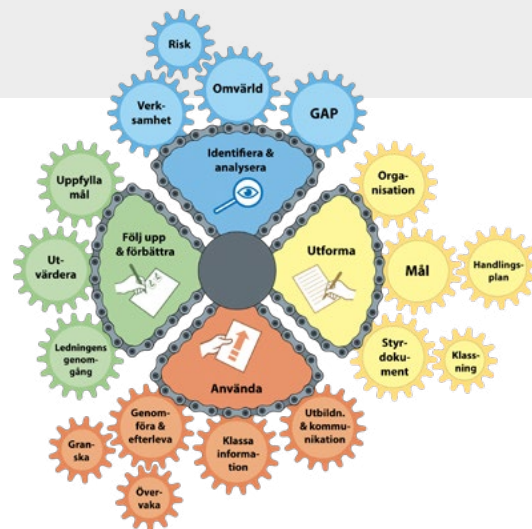 Risk
Verk-
samhet
Omvärld
GAP
Identifiera &
analysera
Uppfylla
mål
Ut-
värdera
Ledningens
genom-
gång
Följ upp
& förbättra
Utforma
Orga-
nisation
Mål
Handlings-
plan
Styr-
doku-
ment
Klass-
ning
Använda
Genom-
föra &
efterleva
Gran-
ska
Över-
vaka
Klassa
informa-
tion
Utbildn.
& kommu-
nikation